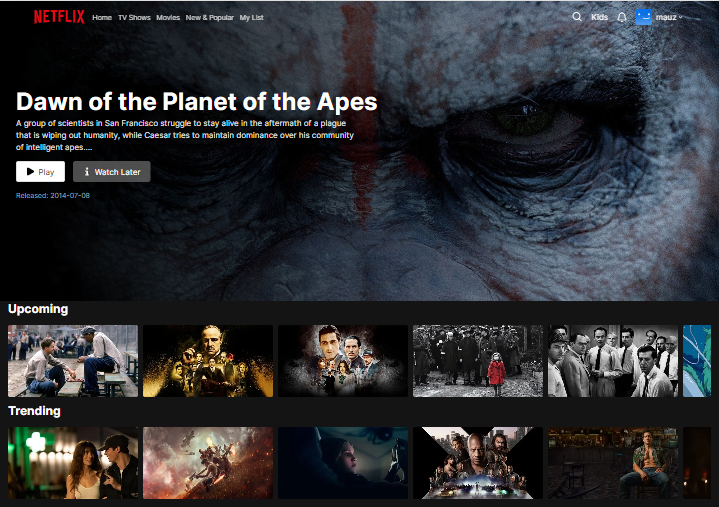 NETFLIX Home TV Shows Movies New & Popular My List Kids mauz
Dawn of the Planet of the Apes
A group of scientists in San Francisco struggle to stay alive in the aftermath of a plague
that is wiping out humanity, while Caesar tries to maintain dominance over his community
of intelligent apes....
Play Watch Later
Released: 2014-07-08
Upcoming
Trending